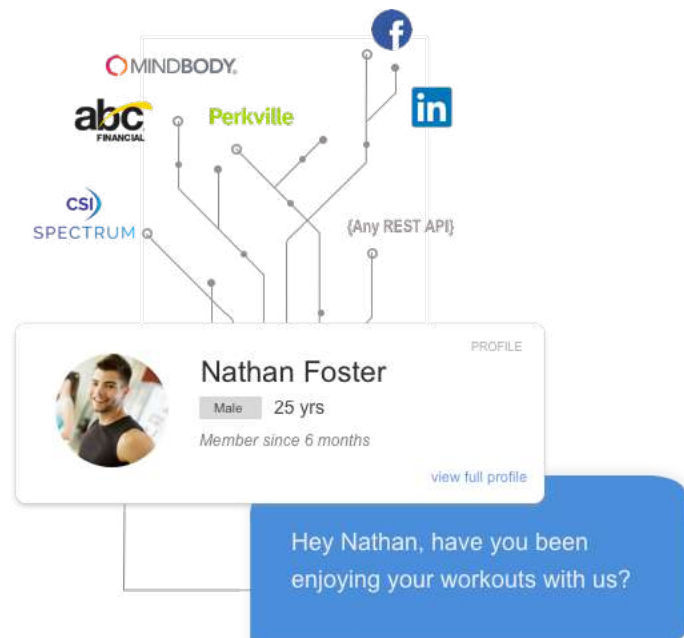 f
MINDBODY
abc
FINANCIAL
Perkville
in
CSI
SPECTRUM
{Any REST API}
PROFILE
Nathan Foster
Male 25 yrs
Member since 6 months
view full profile
Hey Nathan, have you been
enjoying your workouts with us?